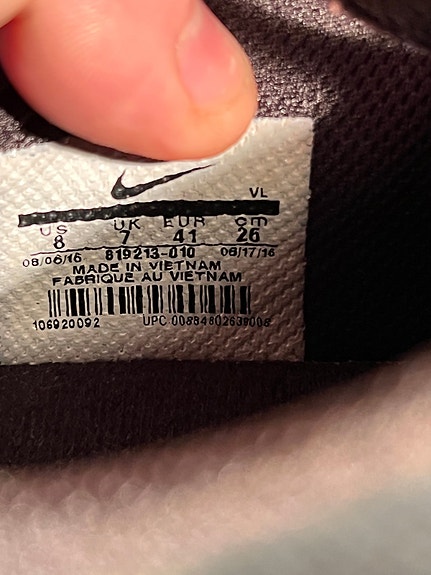 VL
US UK EUR cm
8 7 41 26
08/06/16 819213-010 08/17/16
MADE IN VIETNAM
FABRIQUE AU VIETNAM
106920092 UPC